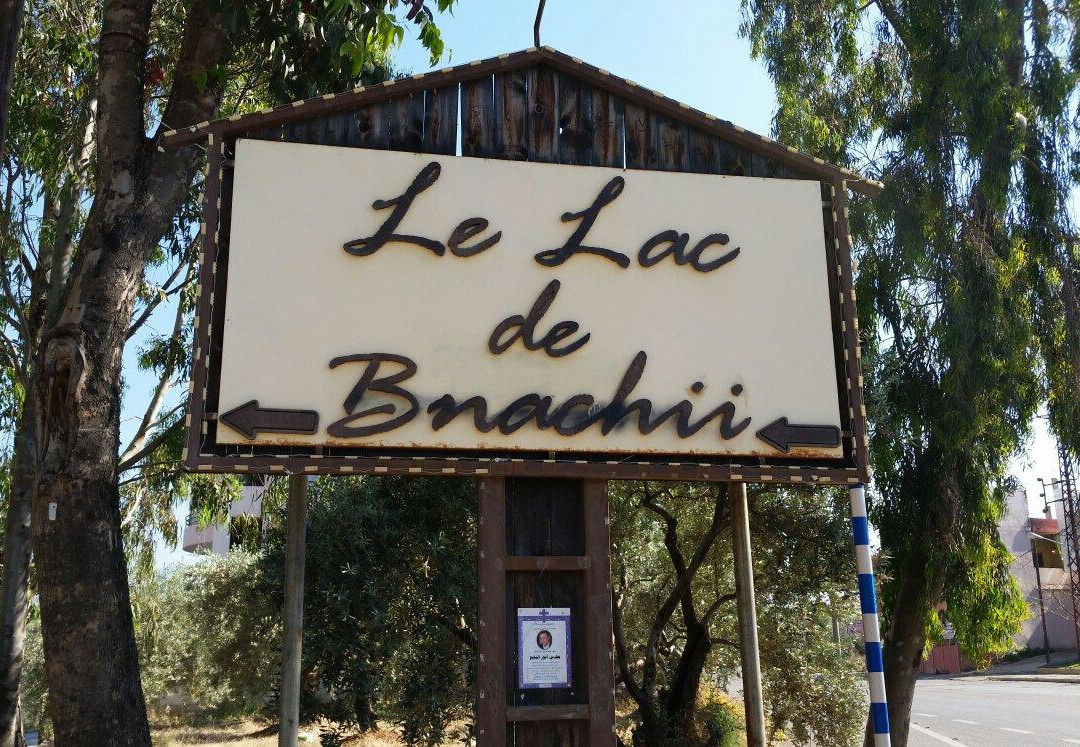 Le Lac
de
Bnachii